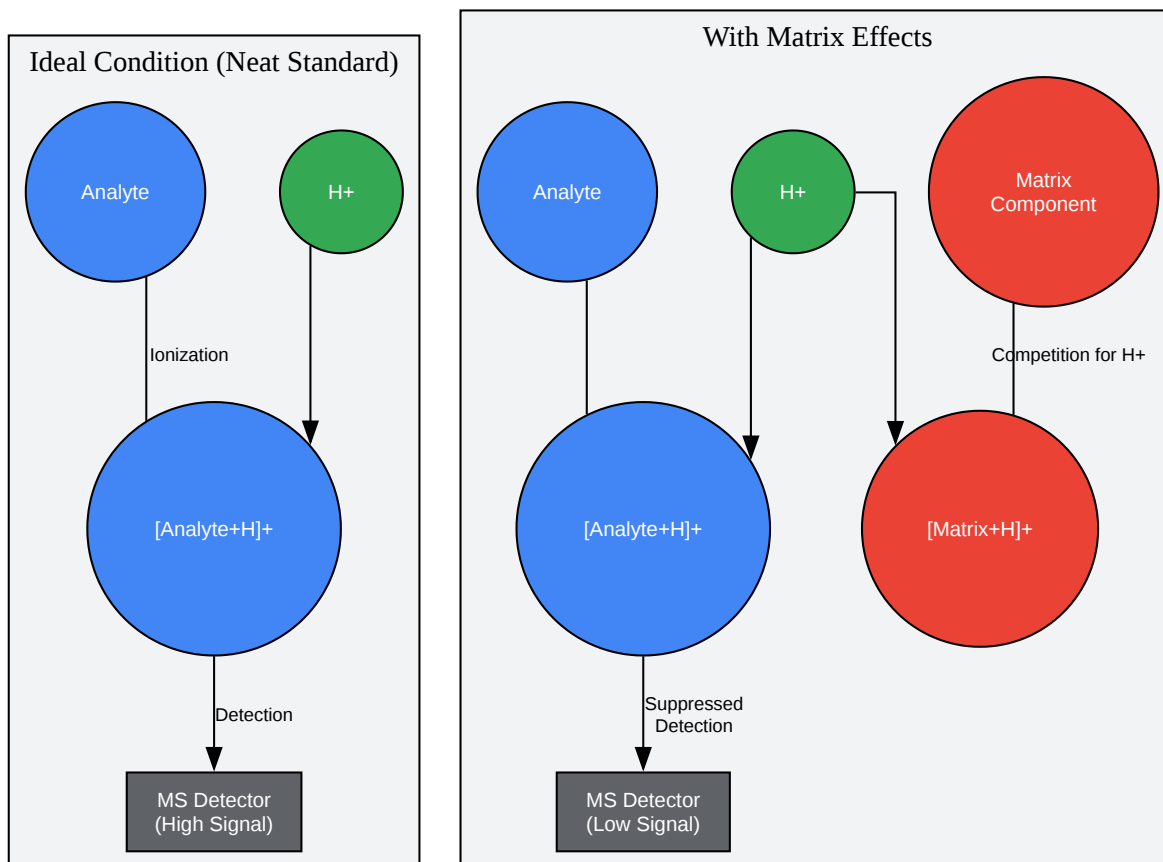 Ideal Condition (Neat Standard)
Analyte
H+
Ionization
[Analyte+H]+
Detection
MS Detector
(High Signal)
With Matrix Effects
Analyte
H+
Matrix
Component
Competition for H+
[Analyte+H]+
[Matrix+H]+
Suppressed
Detection
MS Detector
(Low Signal)